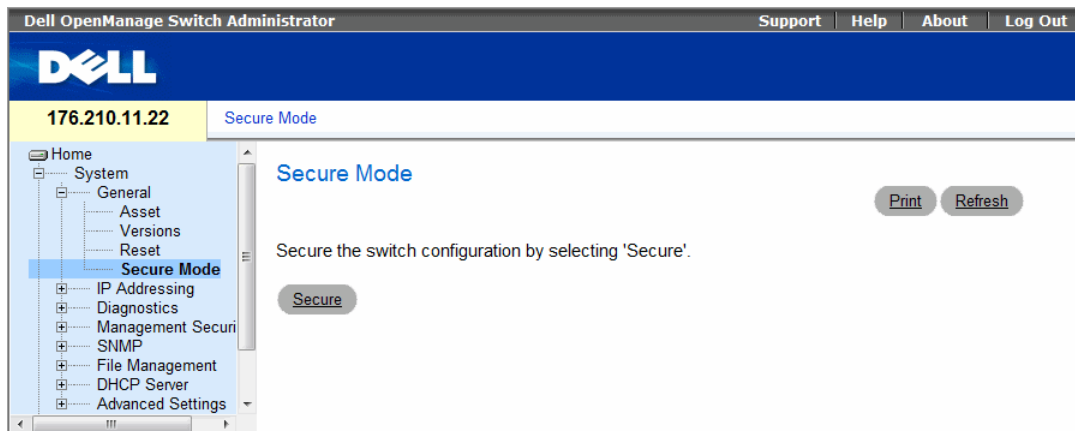 Dell OpenManage Switch Administrator Support Help About Log Out
DELL
176.210.11.22 Secure Mode
Home
System
General
Asset
Versions
Reset
Secure Mode
IP Addressing
Diagnostics
Management Securi
SNMP
File Management
DHCP Server
Advanced Settings
Secure Mode
Print Refresh
Secure the switch configuration by selecting 'Secure'.
Secure